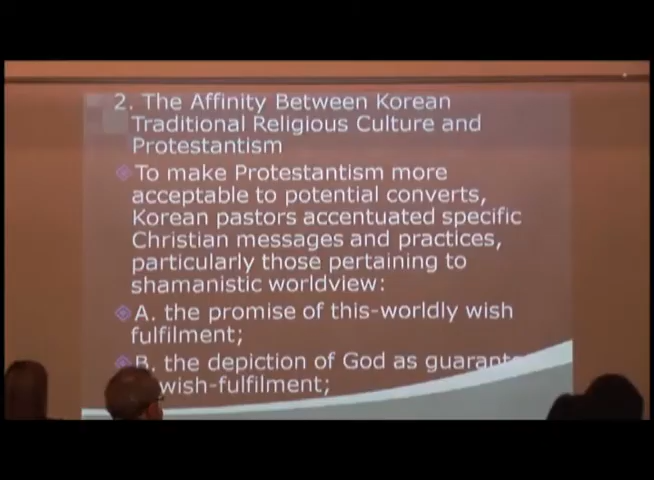 2. The Affinity Between Korean
Traditional Religious Culture and
Protestantism
To make Protestantism more
acceptable to potential converts,
Korean pastors accentuated specific
Christian messages and practices,
particularly those pertaining to
shamanistic worldview:
A. the promise of this-worldly wish
fulfilment;
B. the depiction of God as
wish-fulfilment;